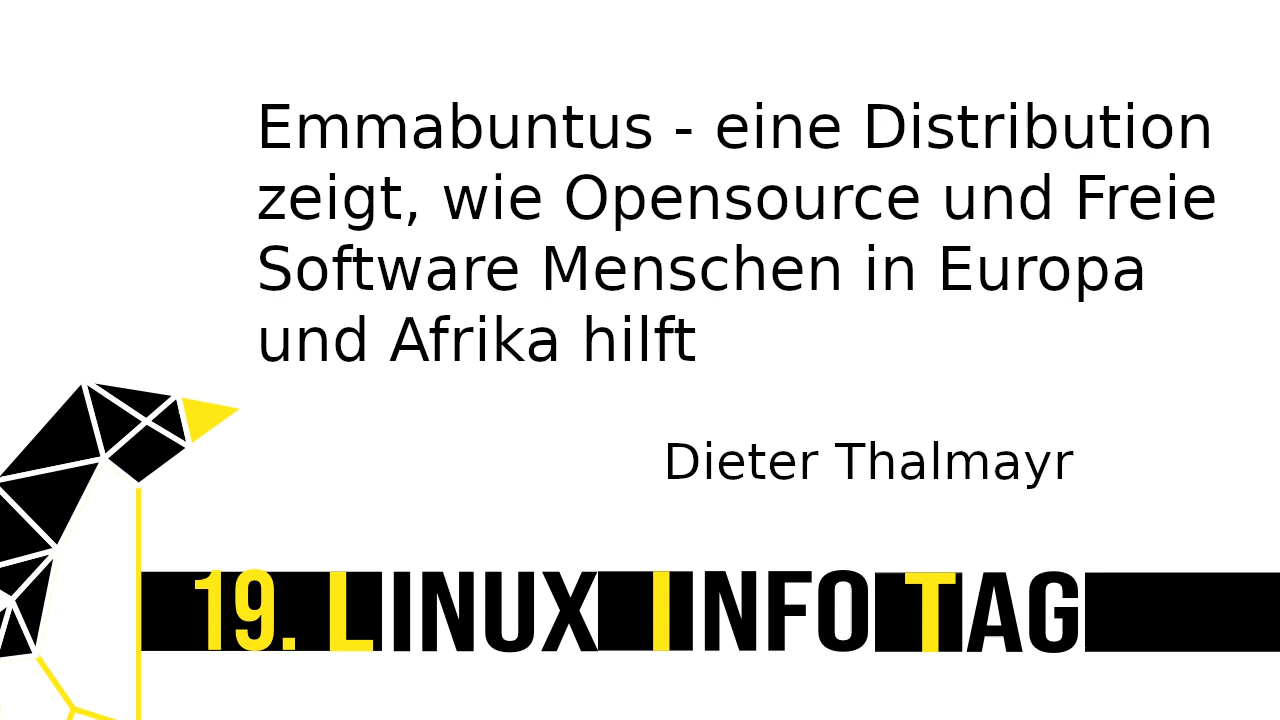 Emmabuntus - eine Distribution
zeigt, wie Opensource und Freie
Software Menschen in Europa
und Afrika hilft
Dieter Thalmayr
19. LINUX INFO TAG